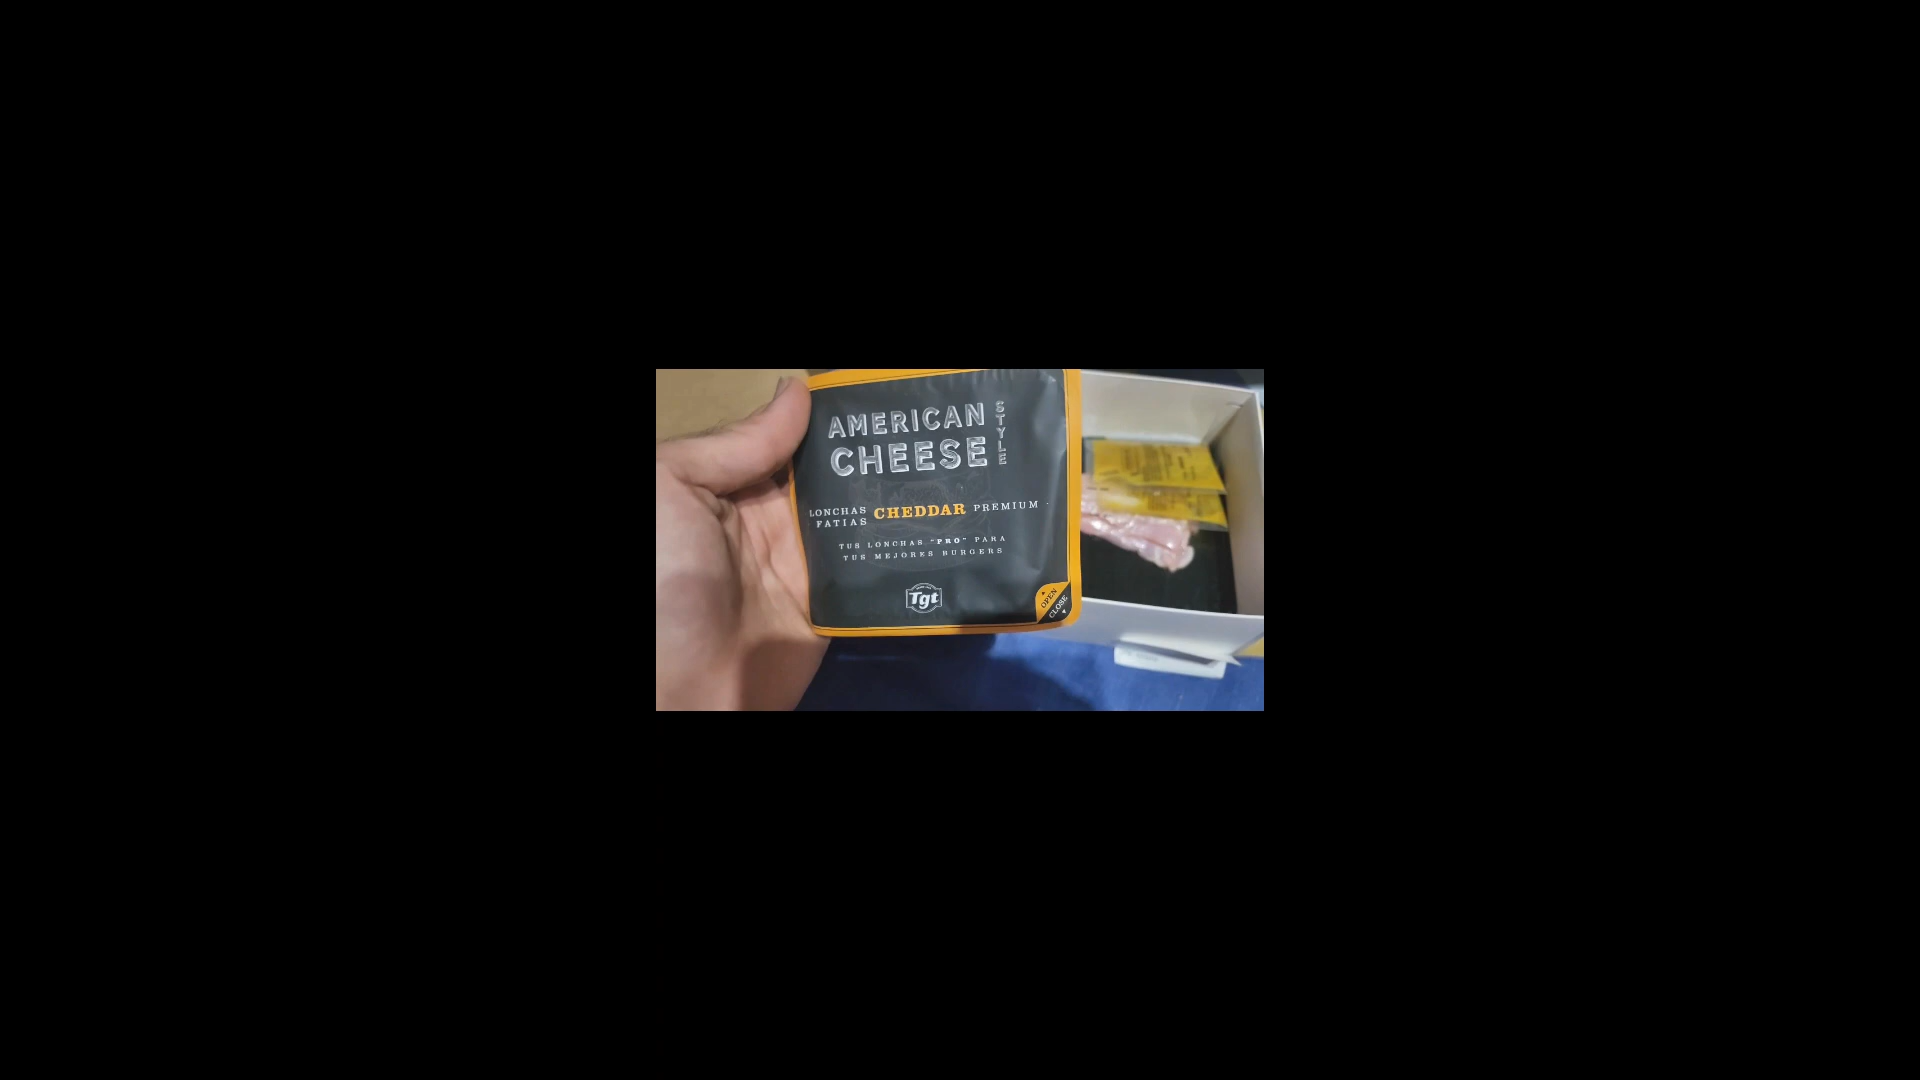 AMERICAN
CHEESE
STYLE
LONCHAS
FATIAS
CHEDDAR PREMIUM
TUS LONCHAS "PRO" PARA
TUS MEJORES BURGERS
Tgt
OPEN
CLOSE